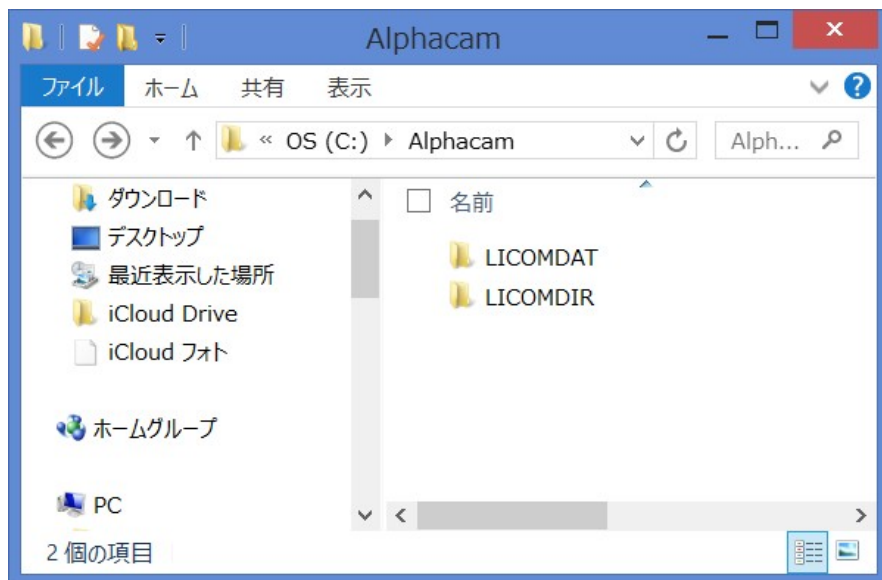 Alphacam
ファイル ホーム 共有 表示
« OS (C:) Alphacam Alph...
ダウンロード
デスクトップ
最近表示した場所
iCloud Drive
iCloud フォト
ホームグループ
PC
名前
LICOMDAT
LICOMDIR
2 個の項目